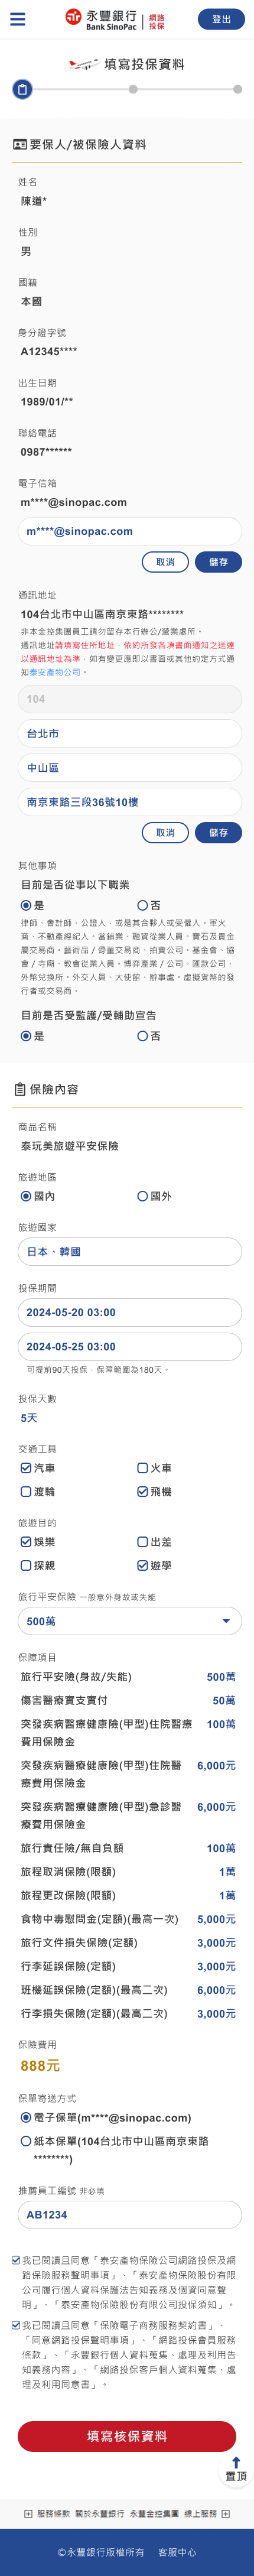 永豐銀行 Bank SinoPac 網路投保
登出
填寫投保資料
要保人/被保險人資料
姓名
陳道*
性別
男
國籍
本國
身分證字號
A12345****
出生日期
1989/01/**
聯絡電話
0987******
電子信箱
m****@sinopac.com
m****@sinopac.com
取消
儲存
通訊地址
104台北市中山區南京東路********
非本金控集團員工請勿留存本行辦公/營業處所。
通訊地址請填寫住所地址，依約所發各項書面通知之送達
以通訊地址為準，如有變更應即以書面或其他約定方式通
知泰安產物公司。
104
台北市
中山區
南京東路三段36號10樓
取消
儲存
其他事項
目前是否從事以下職業
是
否
律師、會計師、公證人、或是其合夥人或受僱人。軍火
商、不動產經紀人。當鋪業、融資從業人員。寶石及貴金
屬交易商。藝術品/骨董交易商、拍賣公司。基金會、協
會/寺廟、教會從業人員。博弈產業/公司。匯款公司、
外幣兌換所。外交人員、大使館、辦事處。虛擬貨幣的發
行者或交易商。
目前是否受監護/受輔助宣告
是
否
保險內容
商品名稱
泰玩美旅遊平安保險
旅遊地區
國內
國外
旅遊國家
日本、韓國
投保期間
2024-05-20 03:00
2024-05-25 03:00
可提前90天投保，保障範圍為180天。
投保天數
5天
交通工具
汽車
火車
渡輪
飛機
旅遊目的
娛樂
出差
探親
遊學
旅行平安保險 一般意外身故或失能
500萬
保障項目
旅行平安險(身故/失能) 500萬
傷害醫療實支實付 50萬
突發疾病醫療健康險(甲型)住院醫療 100萬
費用保險金
突發疾病醫療健康險(甲型)住院醫 6,000元
療費用保險金
突發疾病醫療健康險(甲型)急診醫 6,000元
療費用保險金
旅行責任險/無自負額 100萬
旅程取消保險(限額) 1萬
旅程更改保險(限額) 1萬
食物中毒慰問金(定額)(最高一次) 5,000元
旅行文件損失保險(定額) 3,000元
行李延誤保險(定額) 3,000元
班機延誤保險(定額)(最高二次) 6,000元
行李損失保險(定額)(最高二次) 3,000元
保險費用
888元
保單寄送方式
電子保單(m****@sinopac.com)
紙本保單(104台北市中山區南京東路
********)
推薦員工編號 非必填
AB1234
我已閱讀且同意「泰安產物保險公司網路投保及網
路保險服務聲明事項」、「泰安產物保險股份有限
公司履行個人資料保護法告知義務及個資同意聲
明」、「泰安產物保險股份有限公司投保須知」。
我已閱讀且同意「保險電子商務服務契約書」、
「同意網路投保聲明事項」、「網路投保會員服務
條款」、「永豐銀行個人資料蒐集、處理及利用告
知義務內容」、「網路投保客戶個人資料蒐集、處
理及利用同意書」。
填寫核保資料
置頂
服務條款 關於永豐銀行 永豐金控集團 線上服務
©永豐銀行版權所有 客服中心